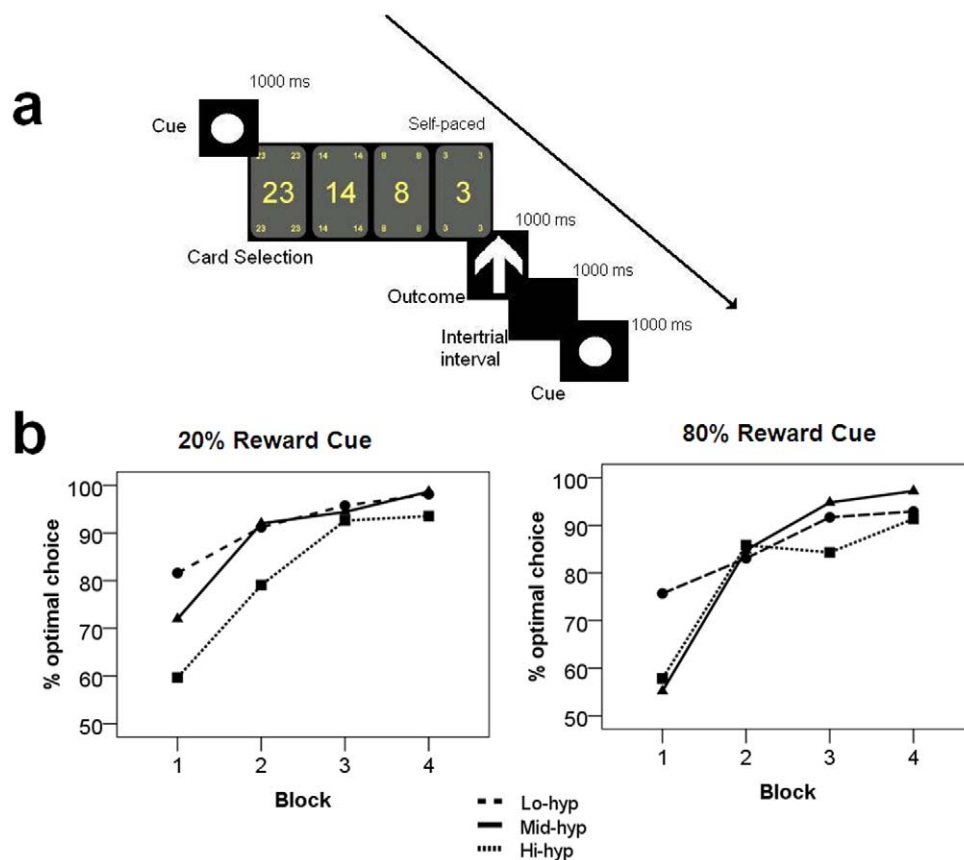 a
1000 ms
Cue
Self-paced
23 23 14 14 8 8 3 3
23 14 8 3
23 23 14 14 8 8 3 3
Card Selection
1000 ms
Outcome
1000 ms
Intertrial
interval
1000 ms
Cue
b
20% Reward Cue
% optimal choice
100
90
80
70
60
50
1 2 3 4
Block
80% Reward Cue
% optimal choice
100
90
80
70
60
50
1 2 3 4
Block
Lo-hyp
Mid-hyp
Hi-hyp